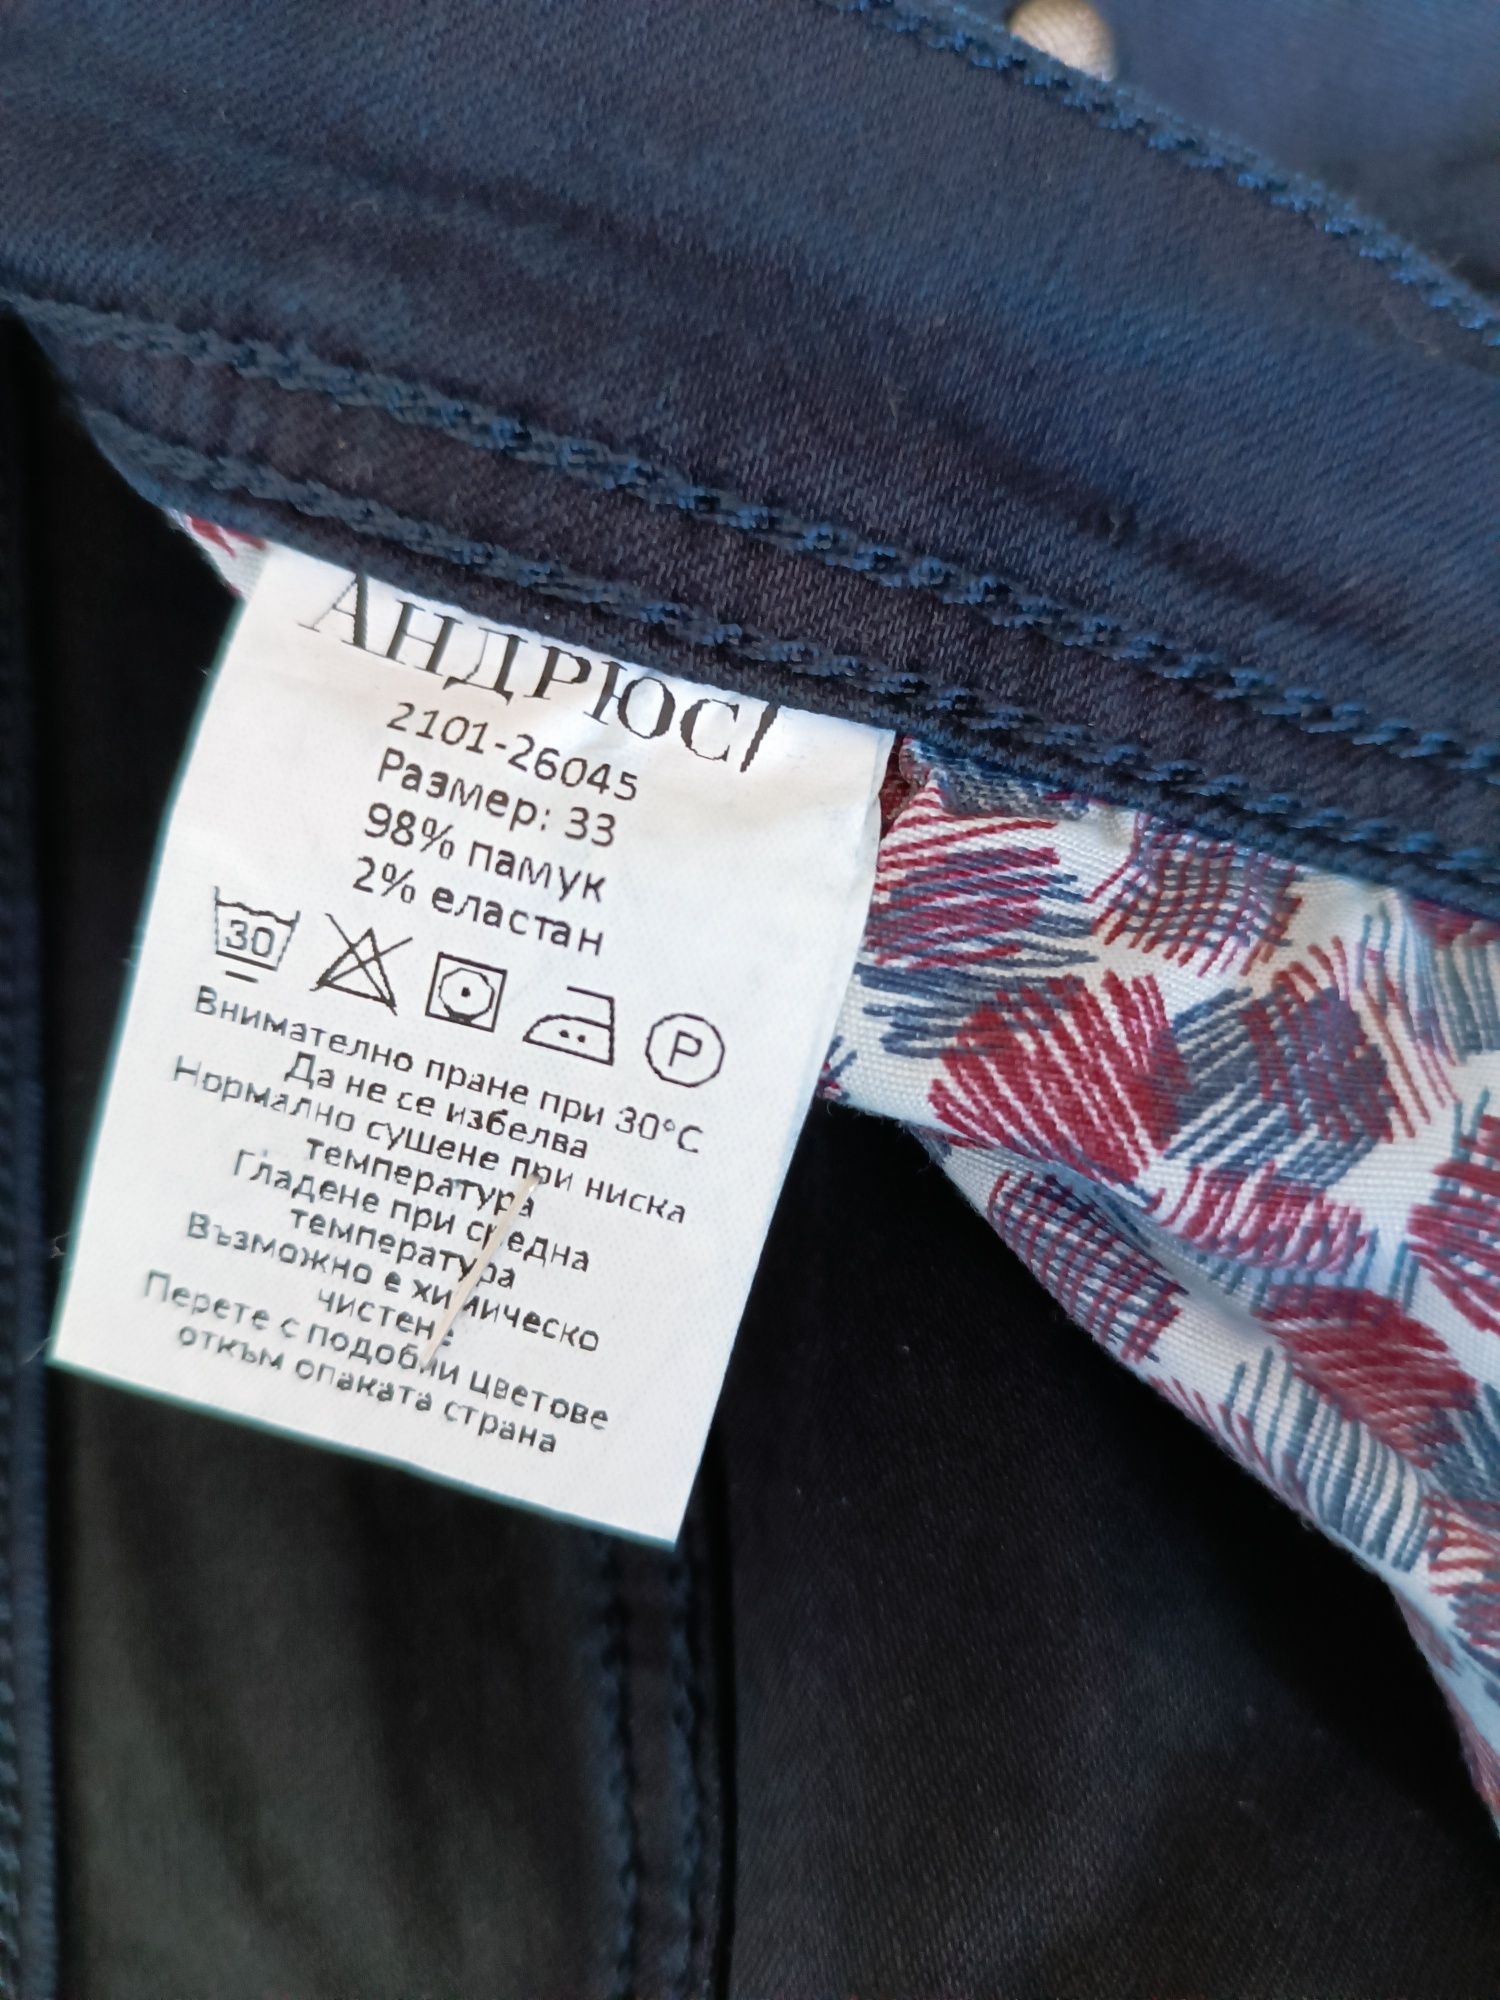 АНДРЮС/
2101-26045
Размер: 33
98% памук
2% еластан
30 P
Внимателно пране при 30°C
Да не се избелва
Нормално сушене при ниска
температура
Гладене при средна
температура
Възможно е химическо
чистене
Перете с подобни цветове
откъм опаката страна